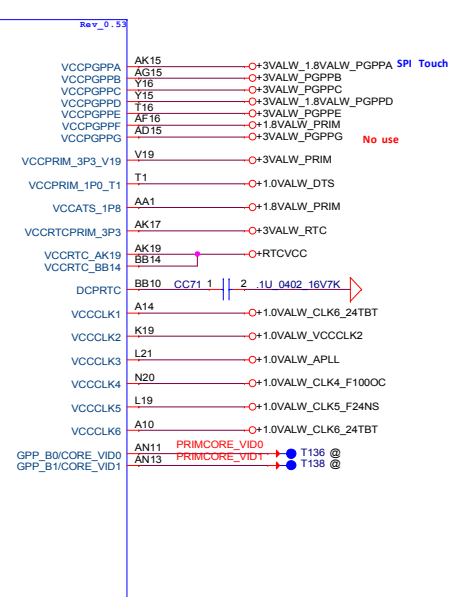 Rev_0.53
VCCPGPPA AK15 +3VALW_1.8VALW_PGPPA SPI Touch
VCCPGPPB AG15 +3VALW_PGPPB
VCCPGPPC Y16 +3VALW_PGPPC
VCCPGPPD Y15 +3VALW_1.8VALW_PGPPD
VCCPGPPE T16 +3VALW_PGPPE
VCCPGPPF AF16 +1.8VALW_PRIM
VCCPGPPG AD15 +3VALW_PGPPG No use
VCCPRIM_3P3_V19 V19 +3VALW_PRIM
VCCPRIM_1P0_T1 T1 +1.0VALW_DTS
VCCATS_1P8 AA1 +1.8VALW_PRIM
VCCRTCPRIM_3P3 AK17 +3VALW_RTC
VCCRTC_AK19 AK19 +RTCVCC
VCCRTC_BB14 BB14
DCPRTC BB10 CC71 1 2 .1U_0402_16V7K
VCCCLK1 A14 +1.0VALW_CLK6_24TBT
VCCCLK2 K19 +1.0VALW_VCCCLK2
VCCCLK3 L21 +1.0VALW_APLL
VCCCLK4 N20 +1.0VALW_CLK4_F100OC
VCCCLK5 L19 +1.0VALW_CLK5_F24NS
VCCCLK6 A10 +1.0VALW_CLK6_24TBT
GPP_B0/CORE_VID0 AN11 PRIMCORE_VID0 T136 @
GPP_B1/CORE_VID1 AN13 PRIMCORE_VID1 T138 @